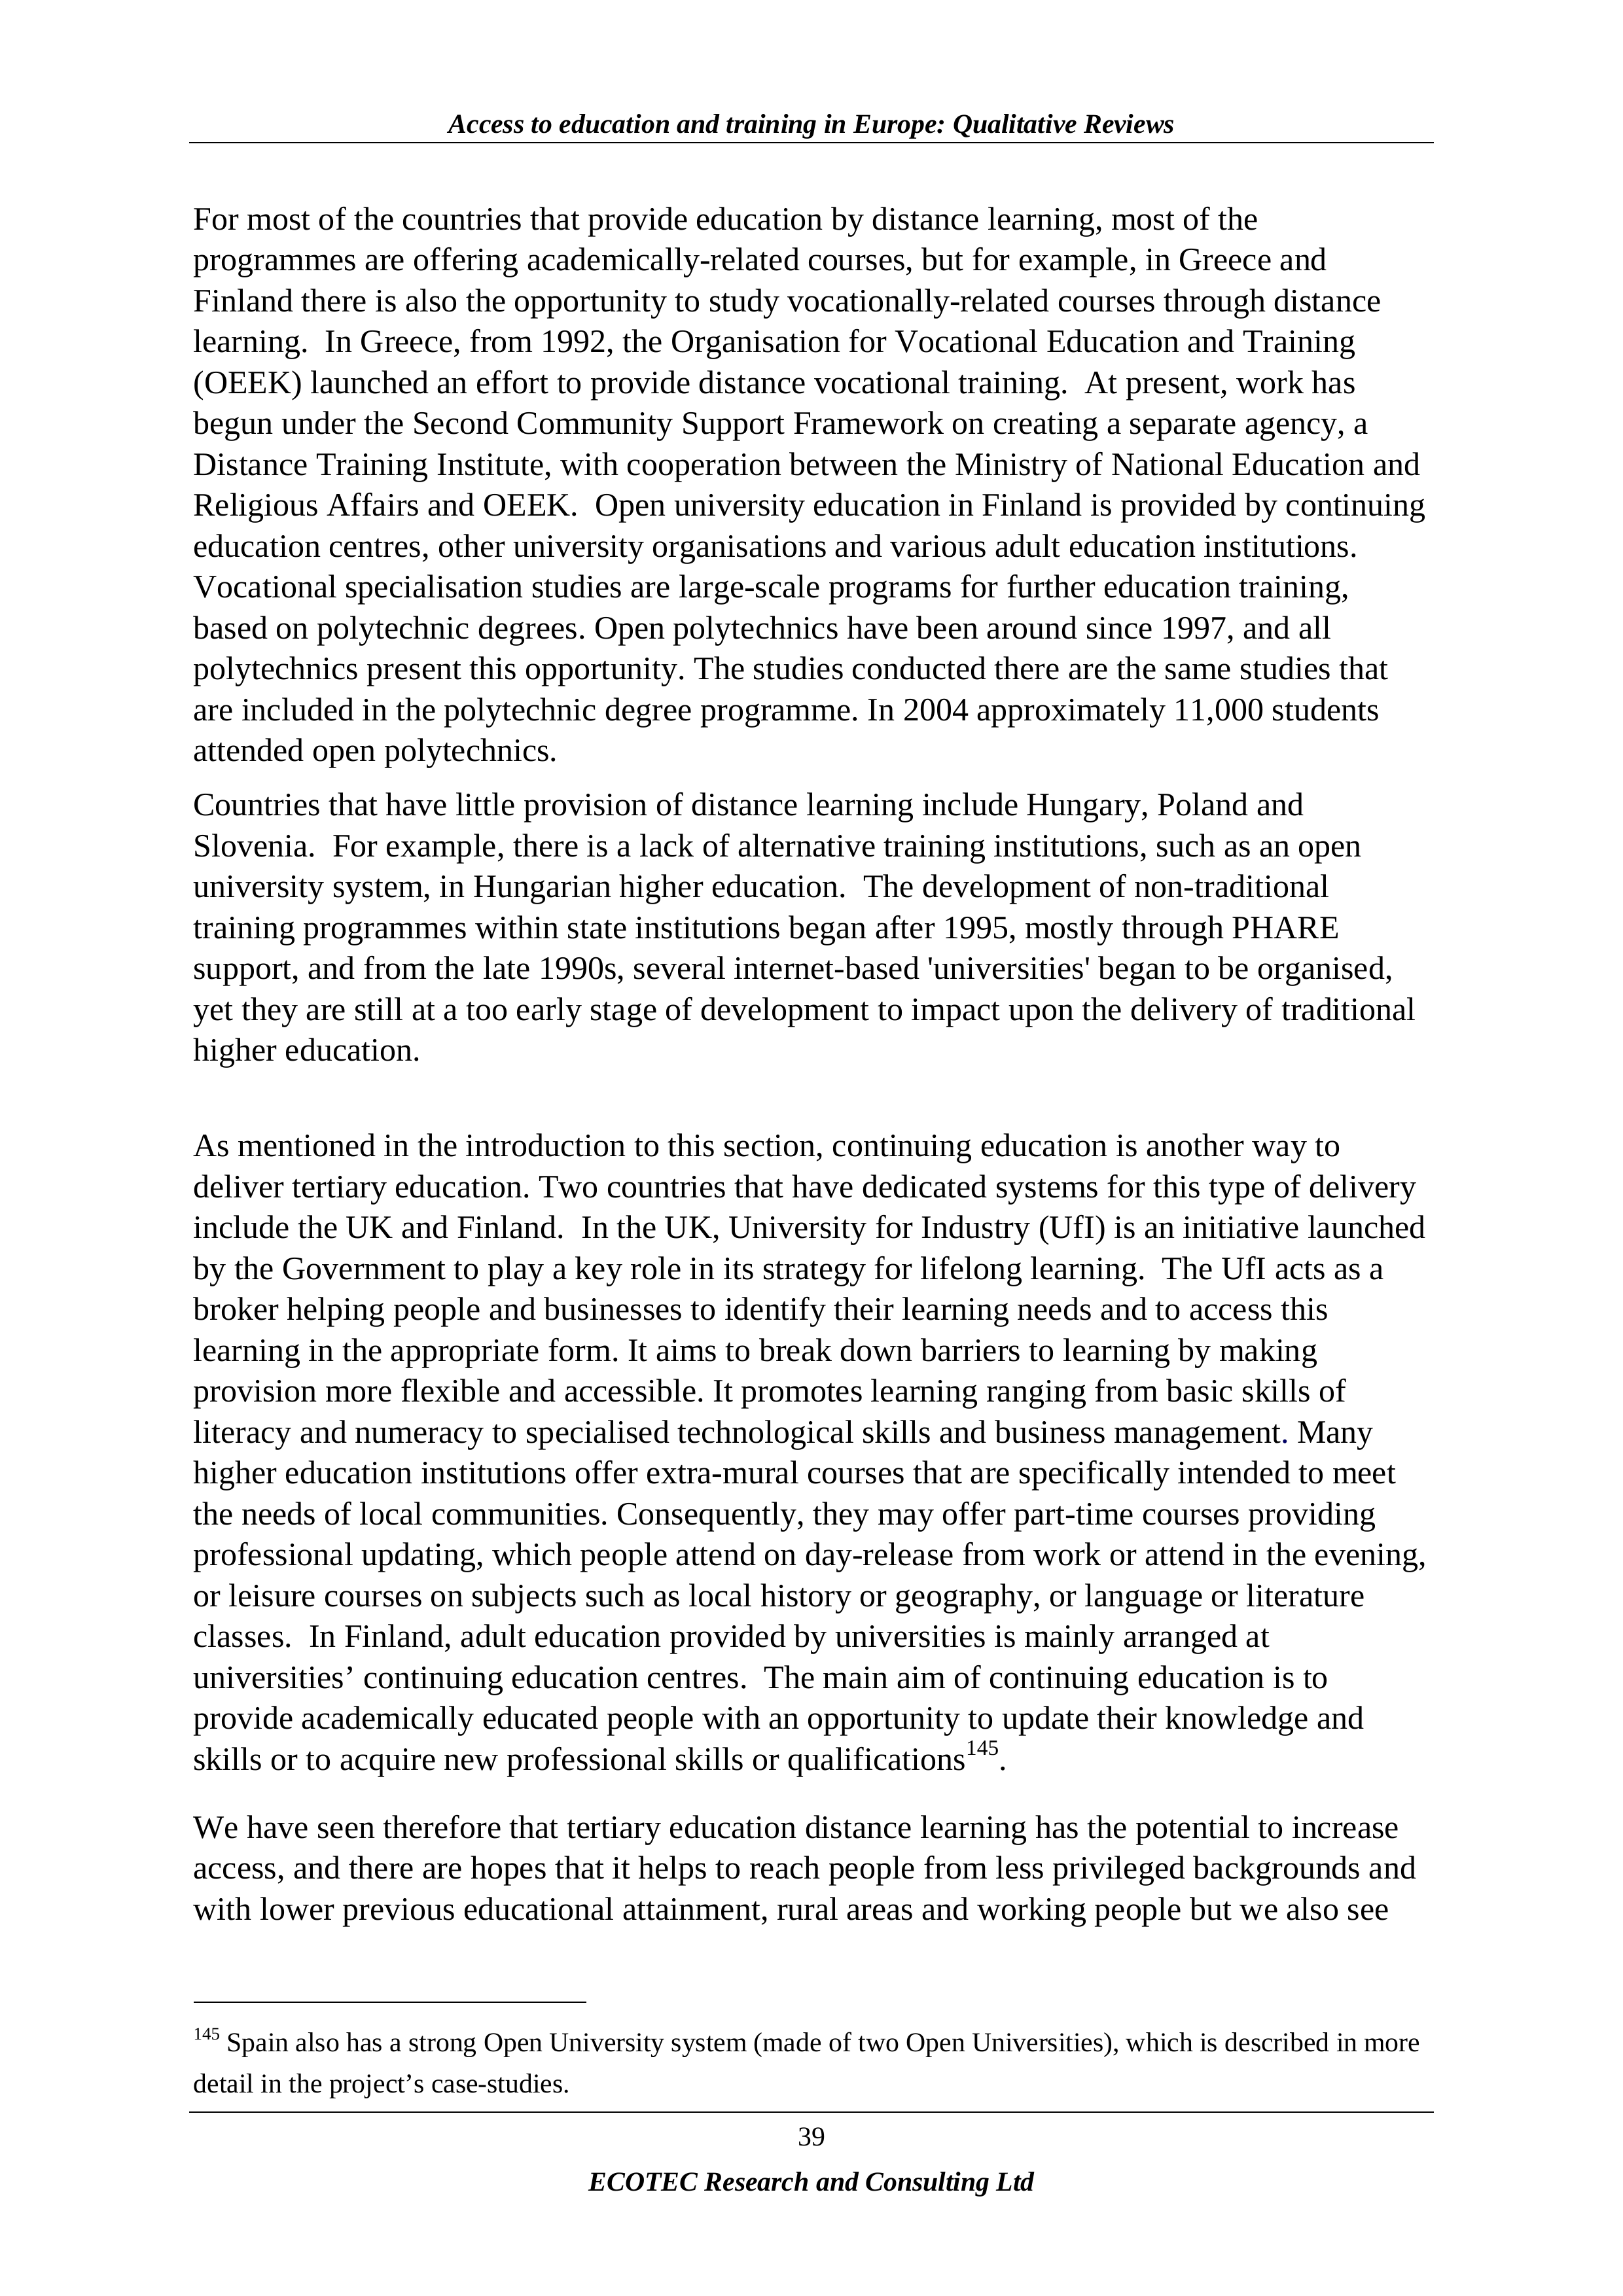 Access to education and training in Europe: Qualitative Reviews
For most of the countries that provide education by distance learning, most of the
programmes are offering academically-related courses, but for example, in Greece and
Finland there is also the opportunity to study vocationally-related courses through distance
learning.  In Greece, from 1992, the Organisation for Vocational Education and Training
(OEEK) launched an effort to provide distance vocational training.  At present, work has
begun under the Second Community Support Framework on creating a separate agency, a
Distance Training Institute, with cooperation between the Ministry of National Education and
Religious Affairs and OEEK.  Open university education in Finland is provided by continuing
education centres, other university organisations and various adult education institutions.
Vocational specialisation studies are large-scale programs for further education training,
based on polytechnic degrees. Open polytechnics have been around since 1997, and all
polytechnics present this opportunity. The studies conducted there are the same studies that
are included in the polytechnic degree programme. In 2004 approximately 11,000 students
attended open polytechnics.
Countries that have little provision of distance learning include Hungary, Poland and
Slovenia.  For example, there is a lack of alternative training institutions, such as an open
university system, in Hungarian higher education.  The development of non-traditional
training programmes within state institutions began after 1995, mostly through PHARE
support, and from the late 1990s, several internet-based 'universities' began to be organised,
yet they are still at a too early stage of development to impact upon the delivery of traditional
higher education.
As mentioned in the introduction to this section, continuing education is another way to
deliver tertiary education. Two countries that have dedicated systems for this type of delivery
include the UK and Finland.  In the UK, University for Industry (UfI) is an initiative launched
by the Government to play a key role in its strategy for lifelong learning.  The UfI acts as a
broker helping people and businesses to identify their learning needs and to access this
learning in the appropriate form. It aims to break down barriers to learning by making
provision more flexible and accessible. It promotes learning ranging from basic skills of
literacy and numeracy to specialised technological skills and business management. Many
higher education institutions offer extra-mural courses that are specifically intended to meet
the needs of local communities. Consequently, they may offer part-time courses providing
professional updating, which people attend on day-release from work or attend in the evening,
or leisure courses on subjects such as local history or geography, or language or literature
classes.  In Finland, adult education provided by universities is mainly arranged at
universities’ continuing education centres.  The main aim of continuing education is to
provide academically educated people with an opportunity to update their knowledge and
skills or to acquire new professional skills or qualifications145.
We have seen therefore that tertiary education distance learning has the potential to increase
access, and there are hopes that it helps to reach people from less privileged backgrounds and
with lower previous educational attainment, rural areas and working people but we also see
145 Spain also has a strong Open University system (made of two Open Universities), which is described in more
detail in the project’s case-studies.
39
ECOTEC Research and Consulting Ltd